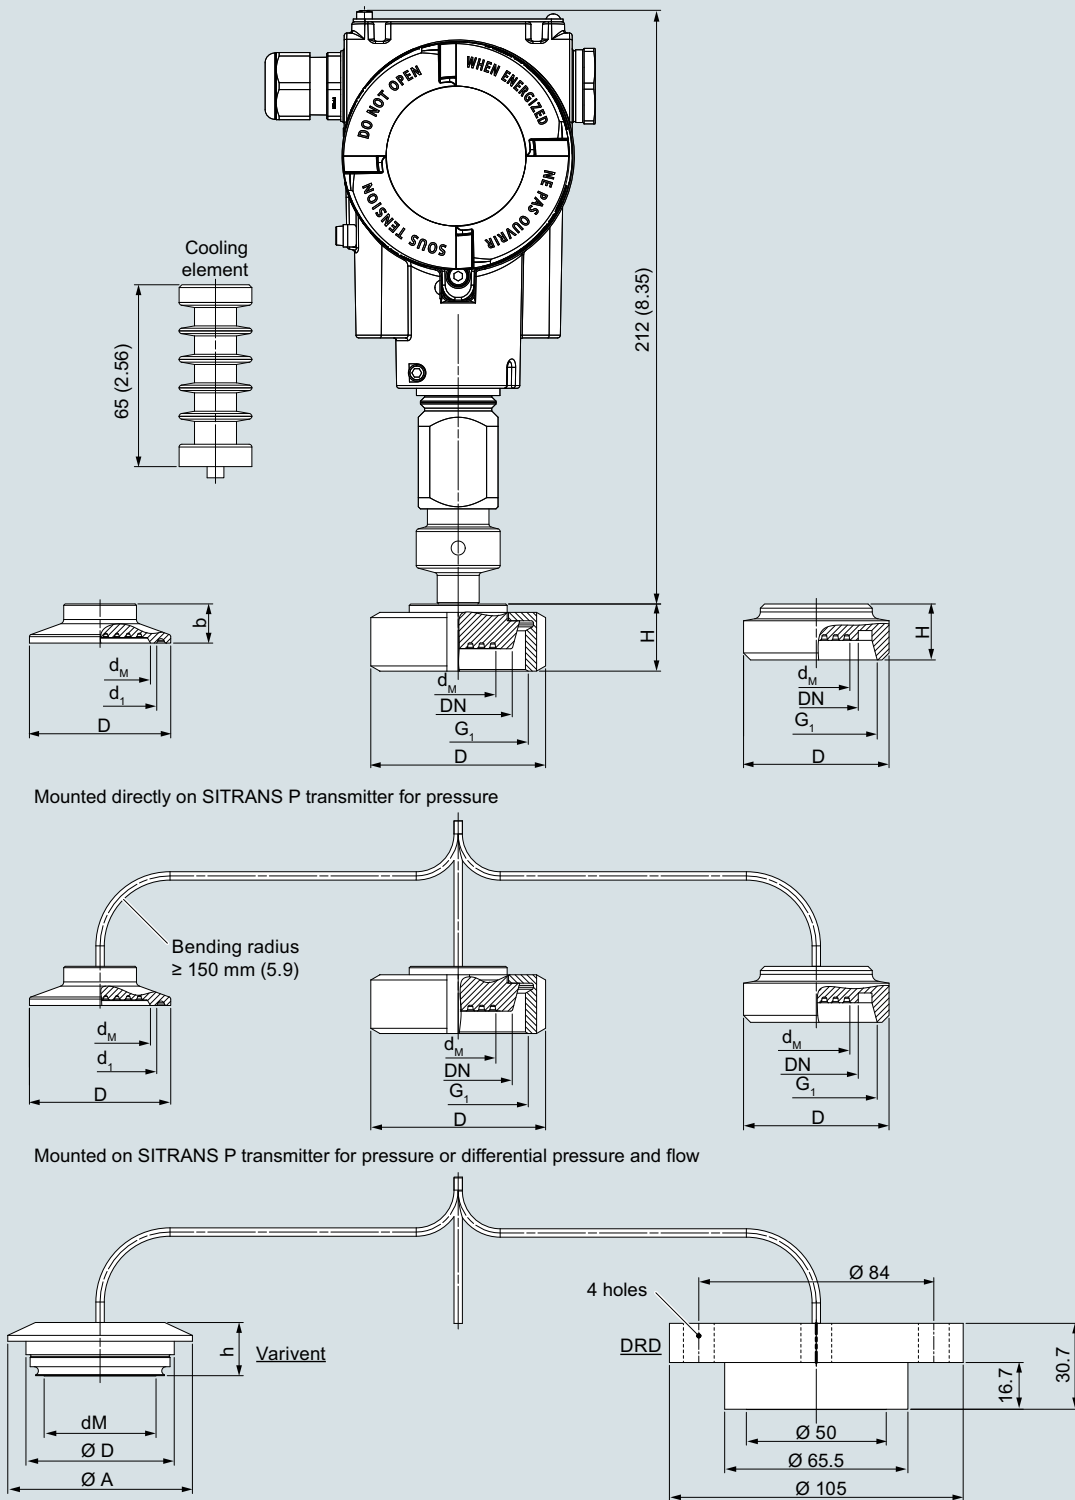 DO NOT OPEN
WHEN ENERGIZED
NE PAS OUVRIR
SOUS TENSION
Cooling
element
65 (2.56)
212 (8.35)
b
d_M
d_1
D
H
d_M
DN
G_1
D
H
d_M
DN
G_1
D
Mounted directly on SITRANS P transmitter for pressure
Bending radius
≥ 150 mm (5.9)
d_M
d_1
D
d_M
DN
G_1
D
d_M
DN
G_1
D
Mounted on SITRANS P transmitter for pressure or differential pressure and flow
h
Varivent
dM
Ø D
Ø A
4 holes
Ø 84
DRD
16.7
30.7
Ø 50
Ø 65.5
Ø 105